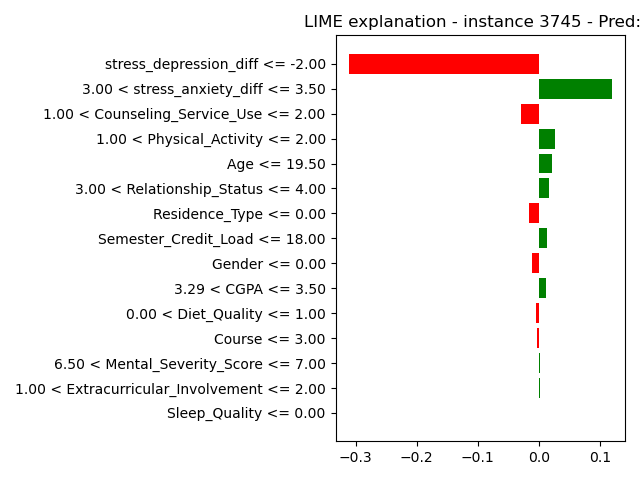 LIME explanation - instance 3745 - Pred:
stress_depression_diff <= -2.00
3.00 < stress_anxiety_diff <= 3.50
1.00 < Counseling_Service_Use <= 2.00
1.00 < Physical_Activity <= 2.00
Age <= 19.50
3.00 < Relationship_Status <= 4.00
Residence_Type <= 0.00
Semester_Credit_Load <= 18.00
Gender <= 0.00
3.29 < CGPA <= 3.50
0.00 < Diet_Quality <= 1.00
Course <= 3.00
6.50 < Mental_Severity_Score <= 7.00
1.00 < Extracurricular_Involvement <= 2.00
Sleep_Quality <= 0.00
−0.3 −0.2 −0.1 0.0 0.1